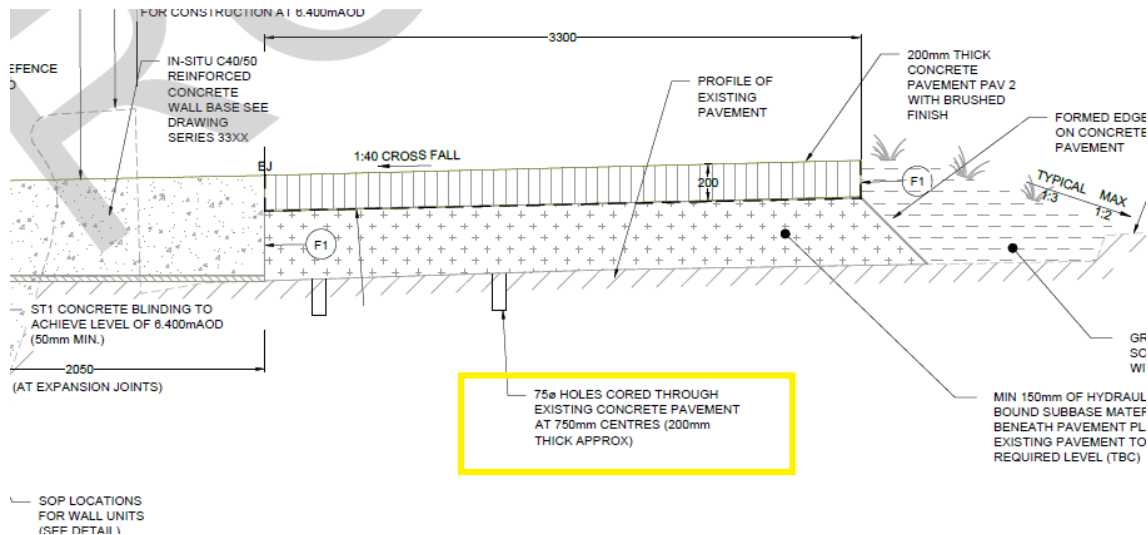 FOR CONSTRUCTION AT 6.400mAOD
3300
EFENCE
IN-SITU C40/50
REINFORCED
CONCRETE
WALL BASE SEE
DRAWING
SERIES 33XX
PROFILE OF
EXISTING
PAVEMENT
200mm THICK
CONCRETE
PAVEMENT PAV 2
WITH BRUSHED
FINISH
FORMED EDGE
ON CONCRETE
PAVEMENT
EJ
1:40 CROSS FALL
200
F1
TYPICAL MAX
1:3 1:2
F1
ST1 CONCRETE BLINDING TO
ACHIEVE LEVEL OF 6.400mAOD
(50mm MIN.)
2050
(AT EXPANSION JOINTS)
75ø HOLES CORED THROUGH
EXISTING CONCRETE PAVEMENT
AT 750mm CENTRES (200mm
THICK APPROX)
GR
SO
WI
MIN 150mm OF HYDRAUL
BOUND SUBBASE MATER
BENEATH PAVEMENT PL
EXISTING PAVEMENT TO
REQUIRED LEVEL (TBC)
SOP LOCATIONS
FOR WALL UNITS
(SEE DETAIL)